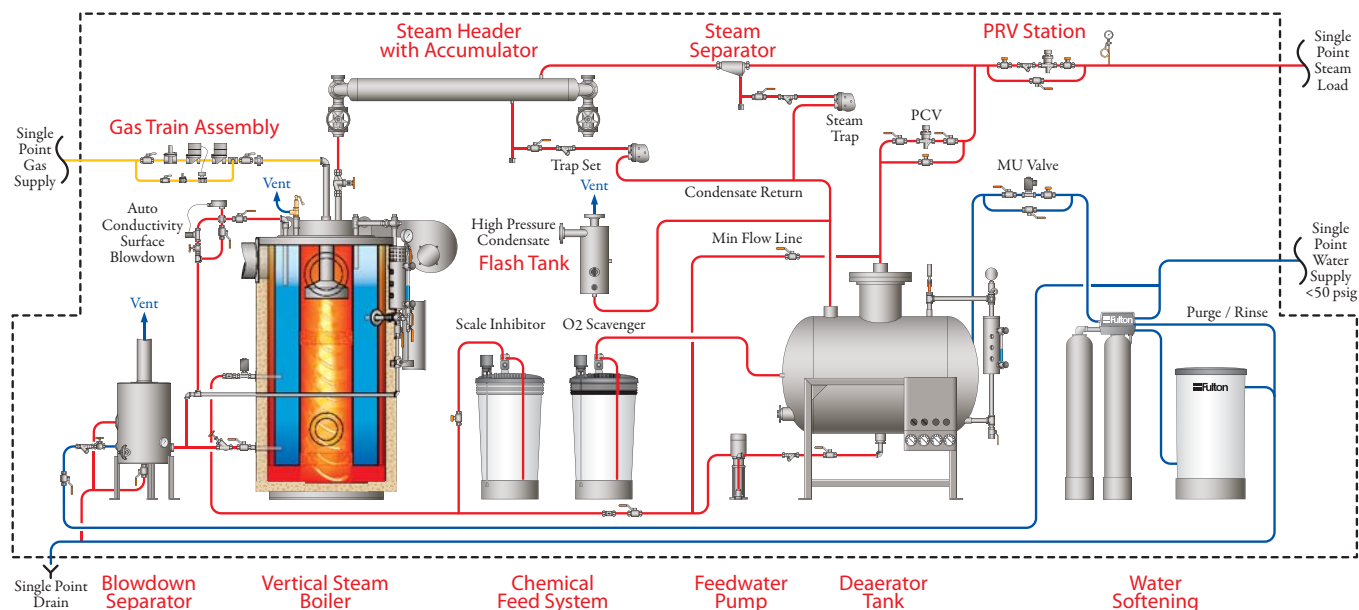 Steam Header
with Accumulator
Steam
Separator
PRV Station
Single
Point
Steam
Load
Gas Train Assembly
Single
Point
Gas
Supply
PCV
Steam
Trap
Trap Set
Vent
Vent
Condensate Return
MU Valve
Auto
Conductivity
Surface
Blowdown
High Pressure
Condensate
Flash Tank
Min Flow Line
Single
Point
Water
Supply
<50 psig
Vent
Scale Inhibitor
O2 Scavenger
Fulton
Purge / Rinse
Fulton
Single Point
Drain
Blowdown
Separator
Vertical Steam
Boiler
Chemical
Feed System
Feedwater
Pump
Deaerator
Tank
Water
Softening